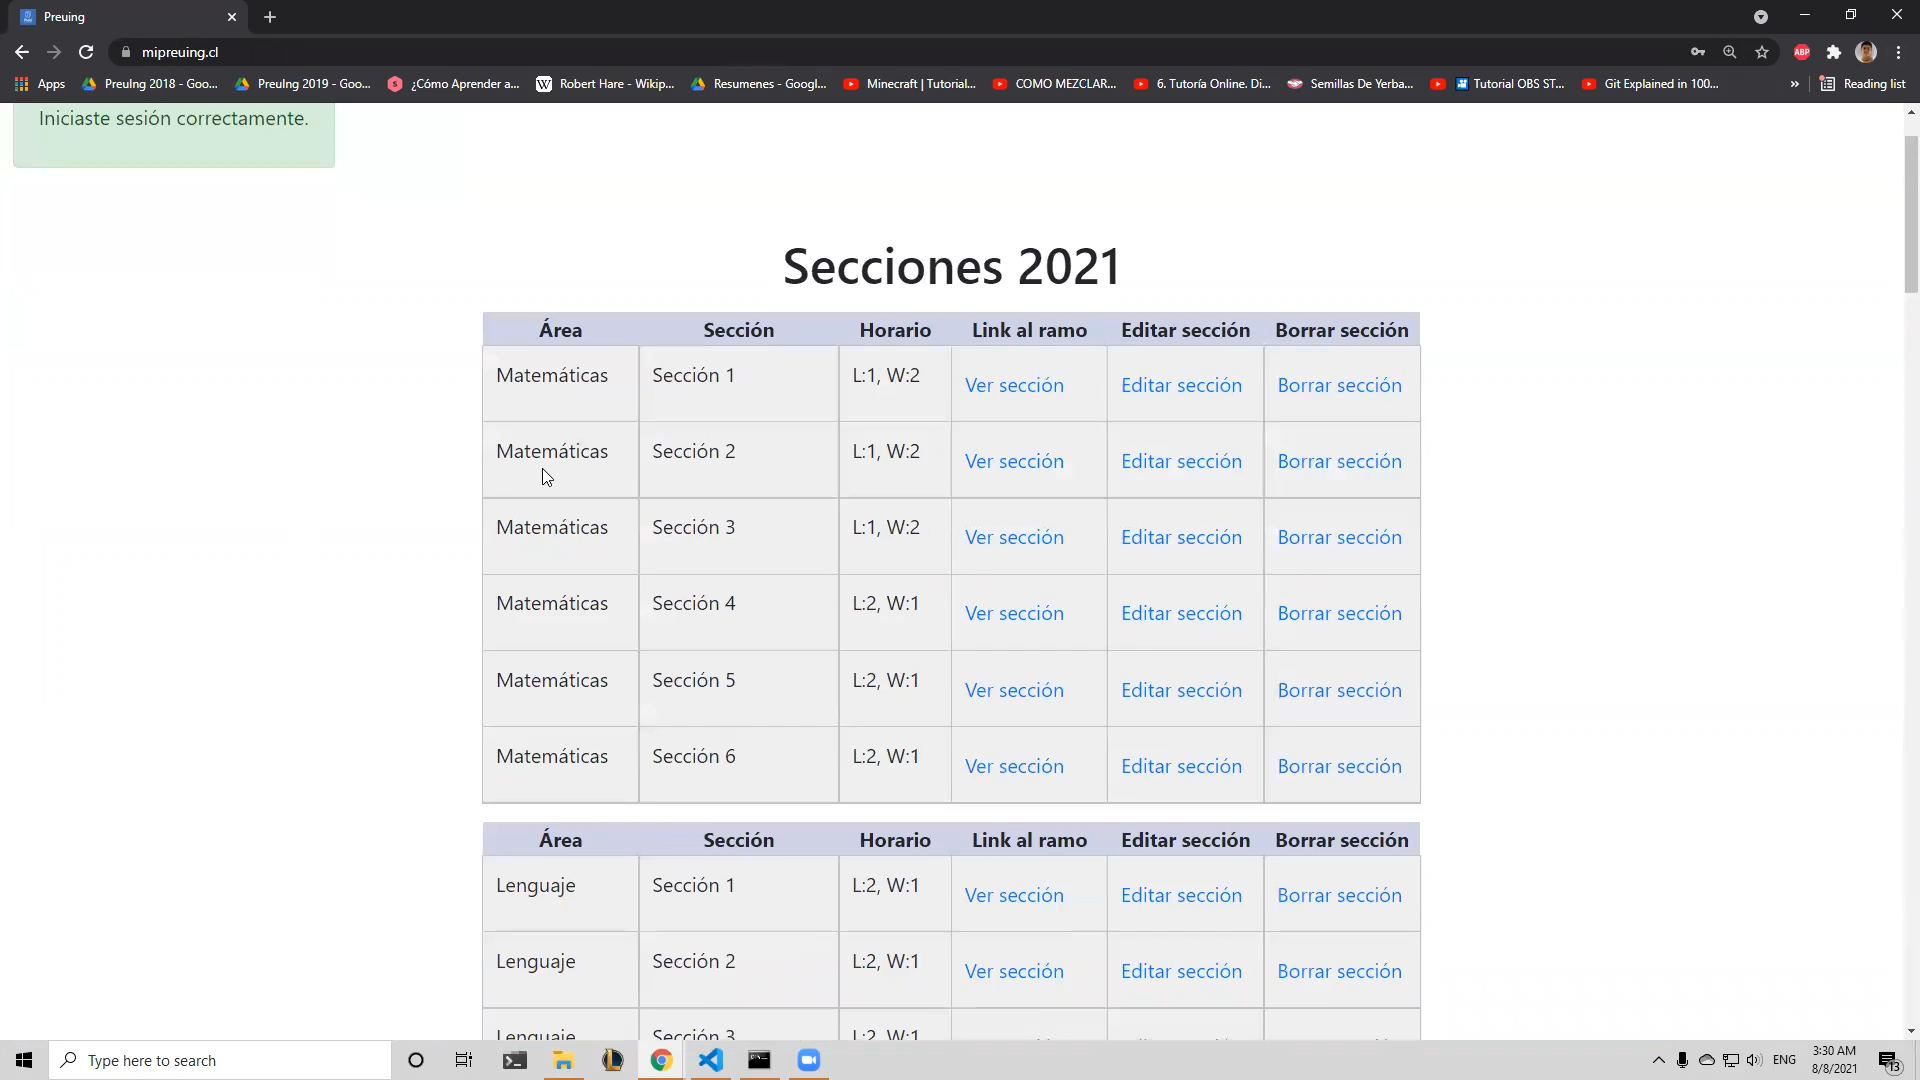 Preuing
mipreuing.cl
ABP
Apps PreuIng 2018 - Goo... PreuIng 2019 - Goo... ¿Cómo Aprender a... Robert Hare - Wikip... Resumenes - Googl... Minecraft | Tutorial... COMO MEZCLAR... 6. Tutoría Online. Di... Semillas De Yerba... Tutorial OBS ST... Git Explained in 100... » Reading list
Iniciaste sesión correctamente.
Secciones 2021
Área Sección Horario Link al ramo Editar sección Borrar sección
Matemáticas Sección 1 L:1, W:2 Ver sección Editar sección Borrar sección
Matemáticas Sección 2 L:1, W:2 Ver sección Editar sección Borrar sección
Matemáticas Sección 3 L:1, W:2 Ver sección Editar sección Borrar sección
Matemáticas Sección 4 L:2, W:1 Ver sección Editar sección Borrar sección
Matemáticas Sección 5 L:2, W:1 Ver sección Editar sección Borrar sección
Matemáticas Sección 6 L:2, W:1 Ver sección Editar sección Borrar sección
Área Sección Horario Link al ramo Editar sección Borrar sección
Lenguaje Sección 1 L:2, W:1 Ver sección Editar sección Borrar sección
Lenguaje Sección 2 L:2, W:1 Ver sección Editar sección Borrar sección
Lenguaje Sección 3 L:2, W:1
Type here to search
ENG
3:30 AM
8/8/2021
13